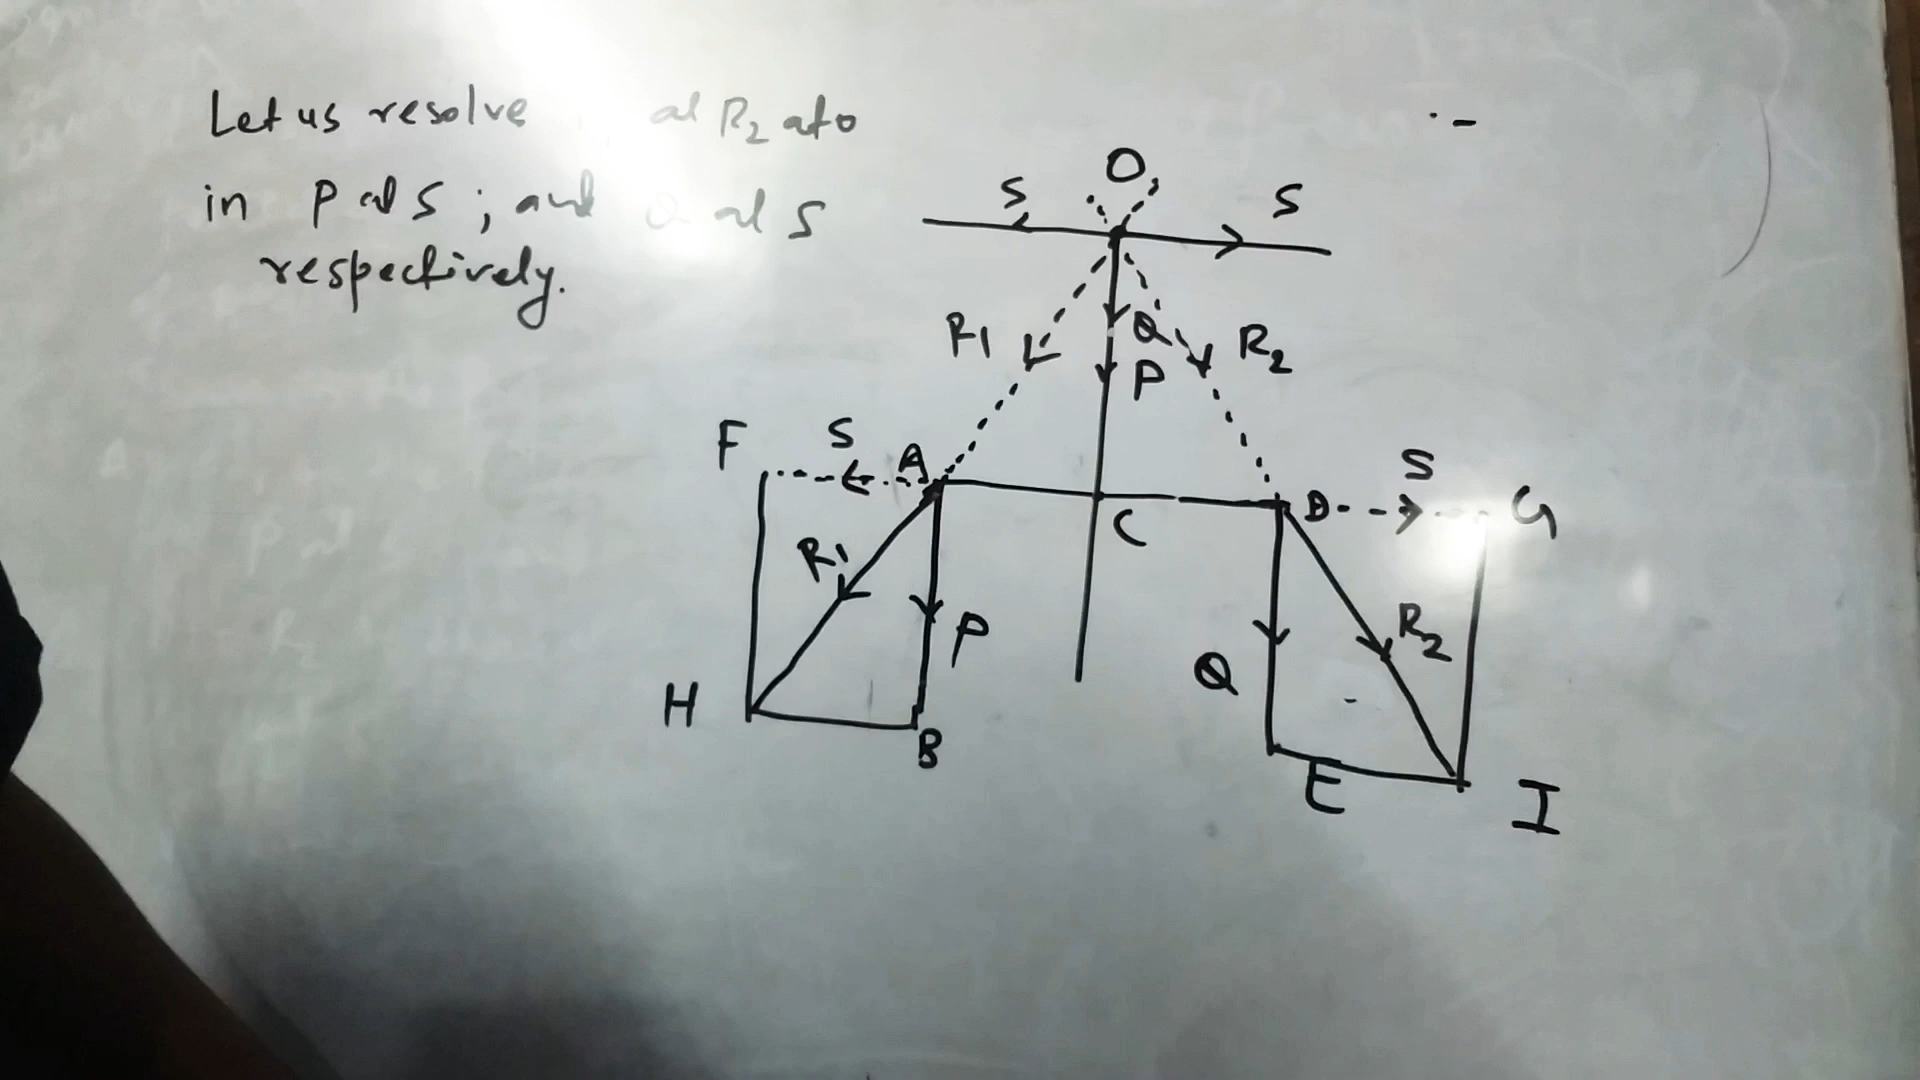 Let us resolve al R2 ato
in P al S ; and Q al S
respectively.
O
S S
R1 Q R2
P
F S A D S G
C
R1 P Q R2
H B E I